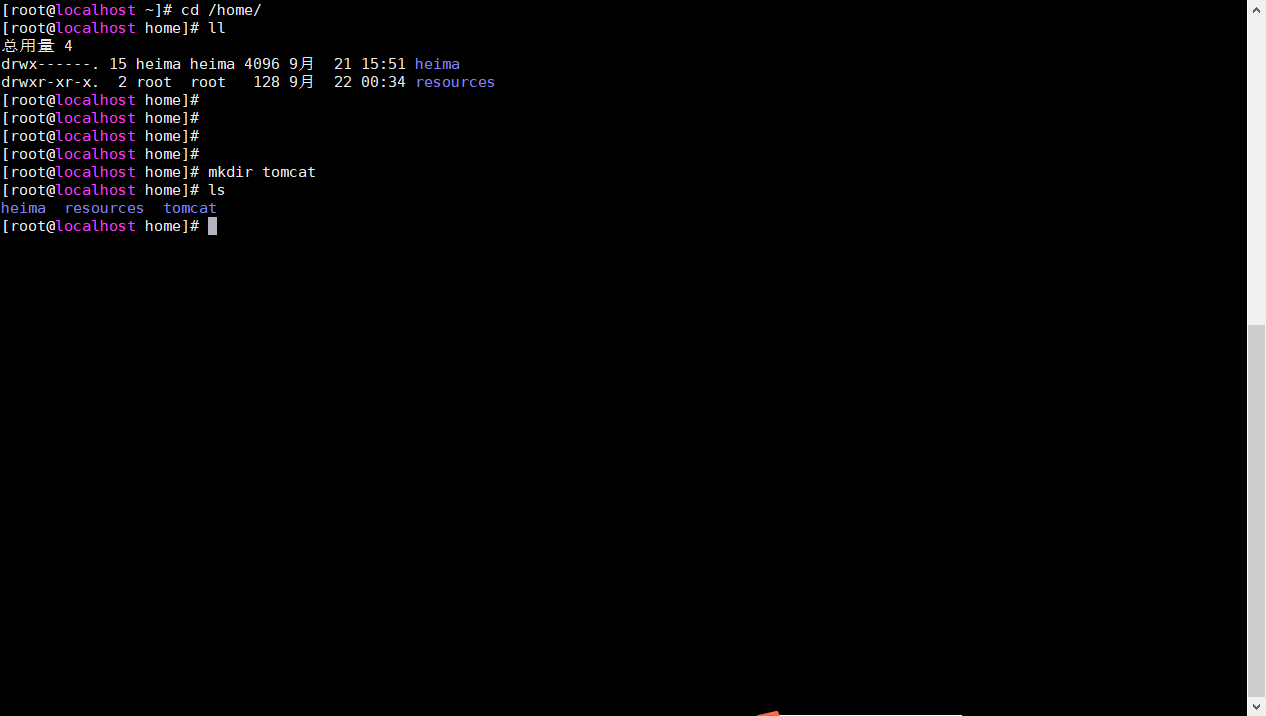 [root@localhost ~]# cd /home/
[root@localhost home]# ll
总用量 4
drwx------. 15 heima heima 4096 9月  21 15:51 heima
drwxr-xr-x.  2 root  root   128 9月  22 00:34 resources
[root@localhost home]#
[root@localhost home]#
[root@localhost home]#
[root@localhost home]#
[root@localhost home]# mkdir tomcat
[root@localhost home]# ls
heima  resources  tomcat
[root@localhost home]#